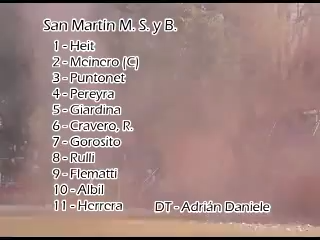 San Martín M. S. y B.
1 - Heit
2 - Meinero (C)
3 - Puntonet
4 - Pereyra
5 - Giardina
6 - Cravero, R.
7 - Gorosito
8 - Rulli
9 - Flematti
10 - Albil
11 - Herrera
DT - Adrián Daniele